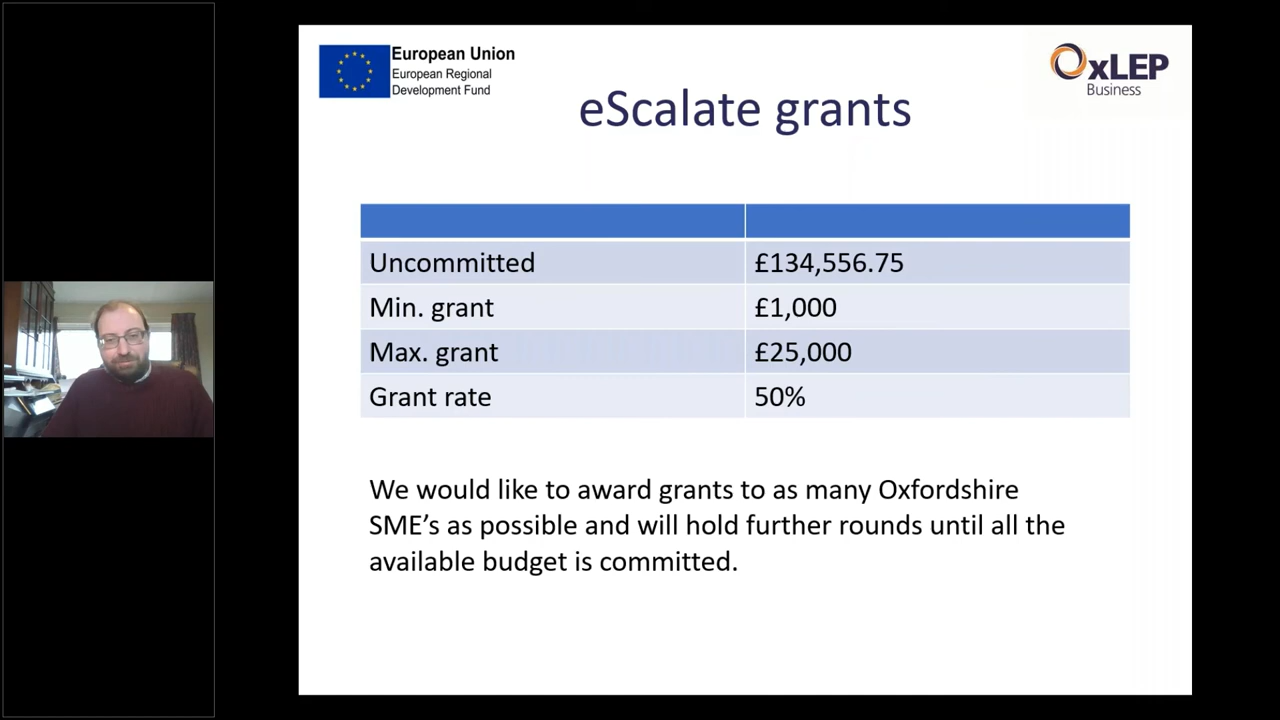 European Union
European Regional
Development Fund
OxLEP
Business
eScalate grants
Uncommitted £134,556.75
Min. grant £1,000
Max. grant £25,000
Grant rate 50%
We would like to award grants to as many Oxfordshire
SME’s as possible and will hold further rounds until all the
available budget is committed.